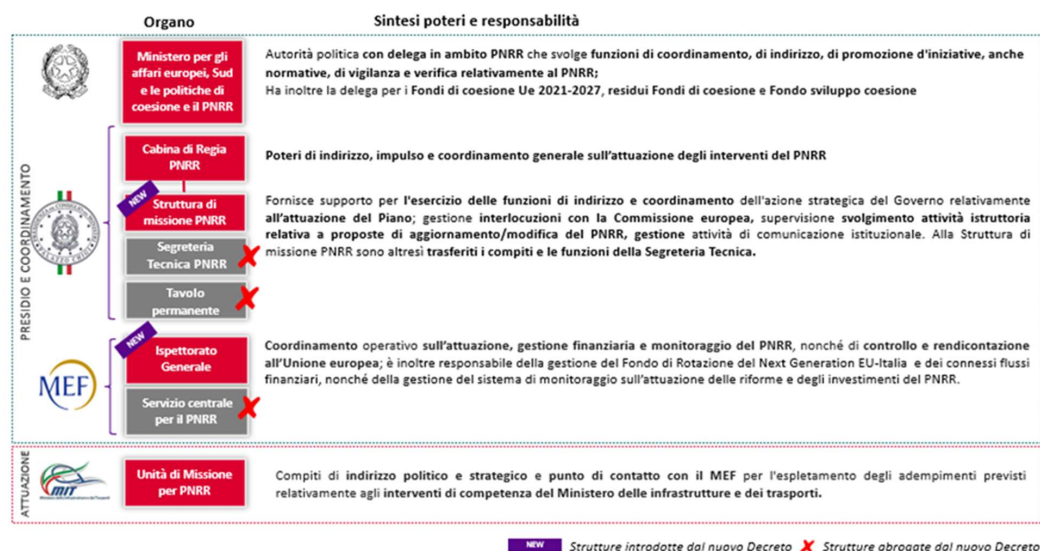 Organo
Sintesi poteri e responsabilità
PRESIDIO E COORDINAMENTO
Ministero per gli
affari europei, Sud
e le politiche di
coesione e il PNRR
Autorità politica con delega in ambito PNRR che svolge funzioni di coordinamento, di indirizzo, di promozione d'iniziative, anche
normative, di vigilanza e verifica relativamente al PNRR;
Ha inoltre la delega per i Fondi di coesione Ue 2021-2027, residui Fondi di coesione e Fondo sviluppo coesione
Cabina di Regia
PNRR
Poteri di indirizzo, impulso e coordinamento generale sull'attuazione degli interventi del PNRR
NEW
Struttura di
missione PNRR
Fornisce supporto per l'esercizio delle funzioni di indirizzo e coordinamento dell'azione strategica del Governo relativamente
all'attuazione del Piano; gestione interlocuzioni con la Commissione europea, supervisione svolgimento attività istruttoria
relativa a proposte di aggiornamento/modifica del PNRR, gestione attività di comunicazione istituzionale. Alla Struttura di
missione PNRR sono altresì trasferiti i compiti e le funzioni della Segreteria Tecnica.
Segreteria
Tecnica PNRR
Tavolo
permanente
NEW
MEF
Ispettorato
Generale
Coordinamento operativo sull'attuazione, gestione finanziaria e monitoraggio del PNRR, nonché di controllo e rendicontazione
all'Unione europea; è inoltre responsabile della gestione del Fondo di Rotazione del Next Generation EU-Italia e dei connessi flussi
finanziari, nonché della gestione del sistema di monitoraggio sull'attuazione delle riforme e degli investimenti del PNRR.
Servizio centrale
per il PNRR
ATTUAZIONE
MIT
Unità di Missione
per PNRR
Compiti di indirizzo politico e strategico e punto di contatto con il MEF per l'espletamento degli adempimenti previsti
relativamente agli interventi di competenza del Ministero delle infrastrutture e dei trasporti.
NEW Strutture introdotte dal nuovo Decreto
Strutture abrogate dal nuovo Decreto